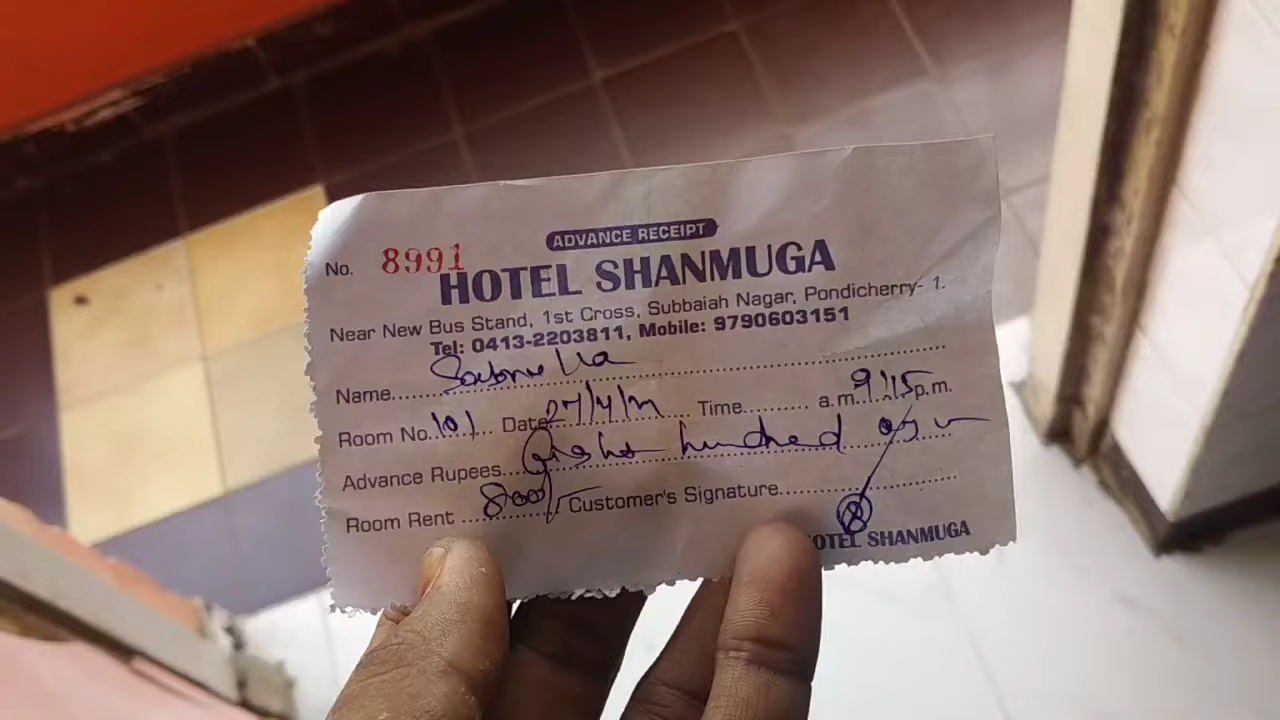 ADVANCE RECEIPT
No. 8991
HOTEL SHANMUGA
Near New Bus Stand, 1st Cross, Subbaiah Nagar, Pondicherry- 1.
Tel: 0413-2203811, Mobile: 9790603151
Name
Room No. 101 Date Time a.m. 9:15 p.m.
Advance Rupees hundred
Room Rent 800/- Customer's Signature
HOTEL SHANMUGA